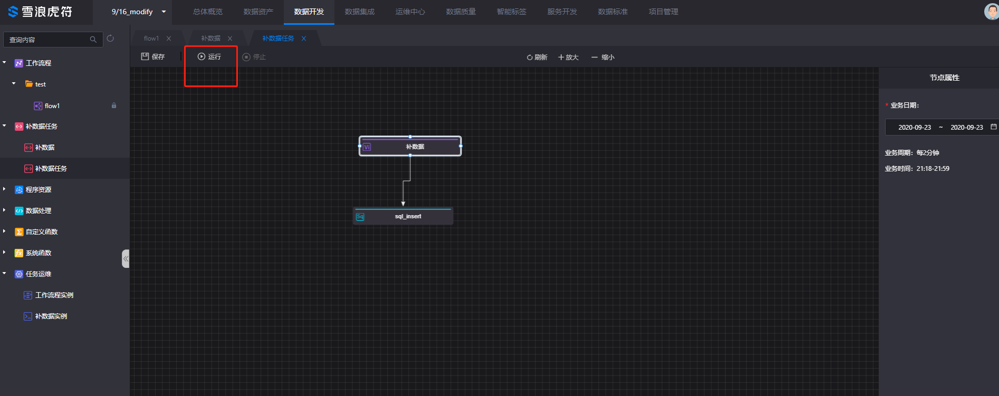 雪浪虎符
9/16_modify
总体概览 数据资产 数据开发 数据集成 运维中心 数据质量 智能标签 服务开发 数据标准 项目管理
查询内容
flow1 补数据 补数据任务
保存 运行 停止 刷新 放大 缩小
工作流程
test
flow1
补数据任务
补数据
补数据任务
程序资源
数据处理
自定义函数
fx 系统函数
任务运维
工作流程实例
补数据实例
Vi 补数据
Sq sql_insert
节点属性
* 业务日期:
2020-09-23 ~ 2020-09-23
业务周期: 每2分钟
业务时间: 21:18-21:59